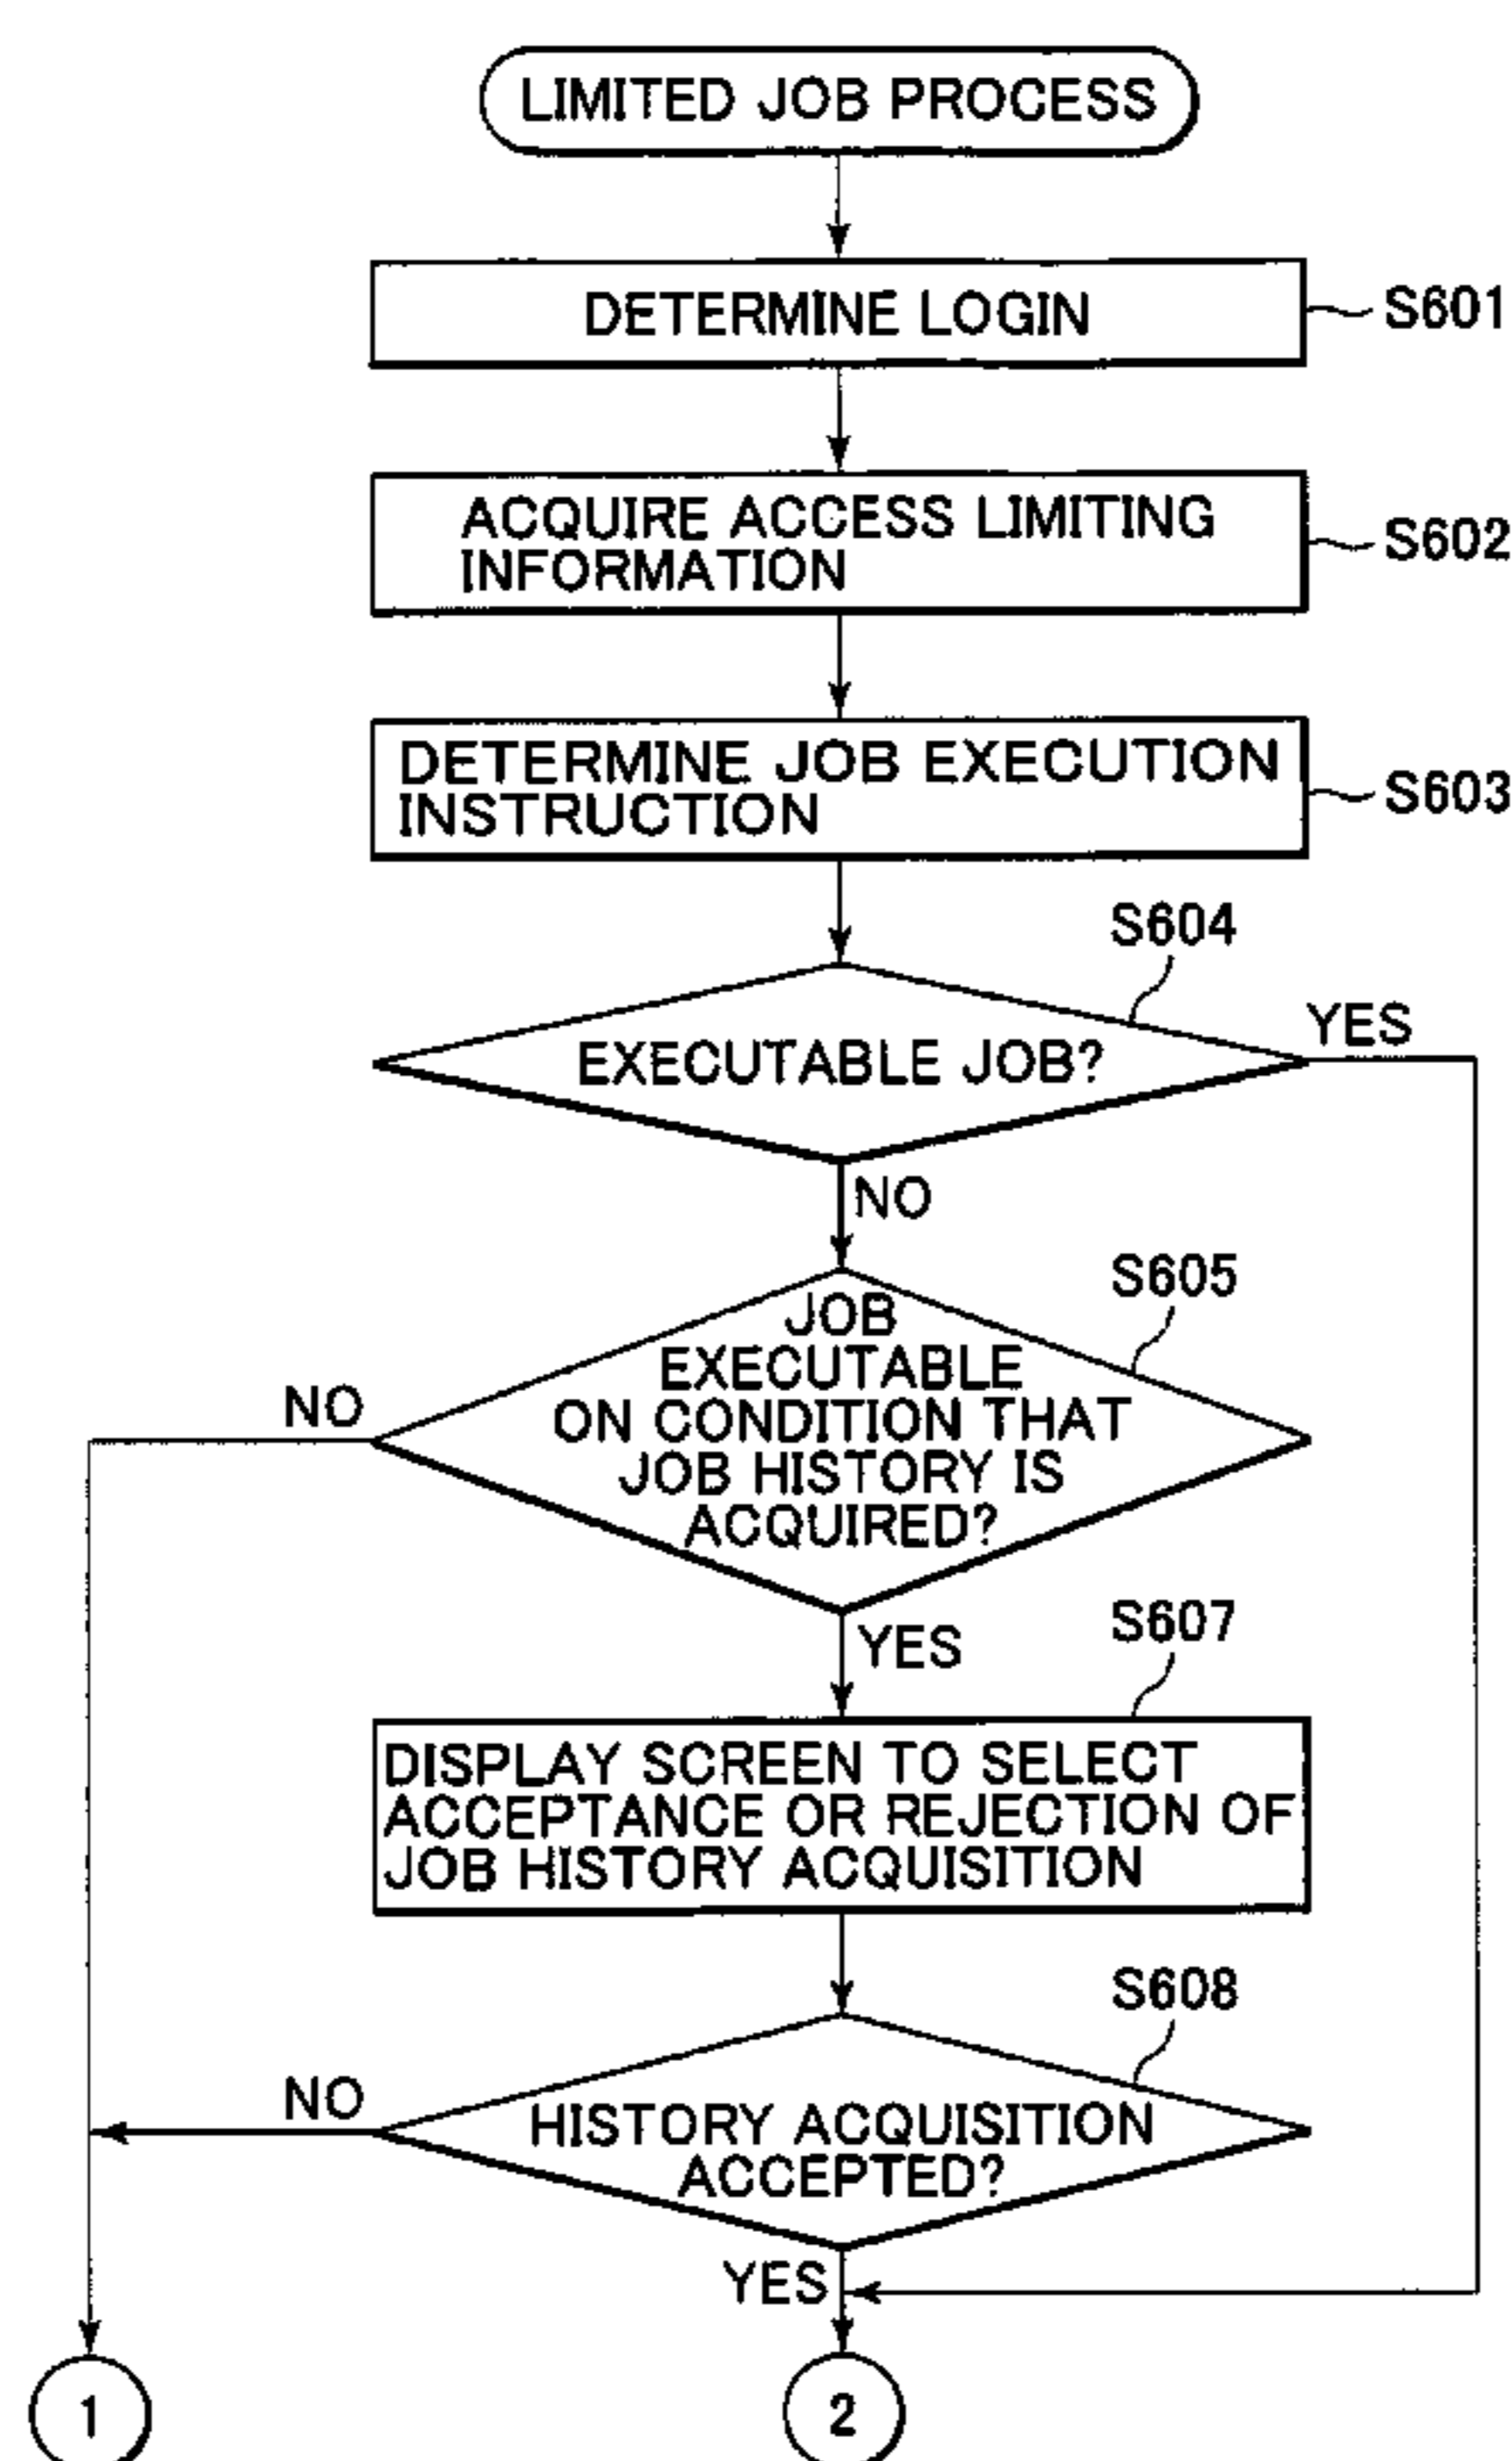 LIMITED JOB PROCESS
DETERMINE LOGIN
S601
ACQUIRE ACCESS LIMITING
INFORMATION
S602
DETERMINE JOB EXECUTION
INSTRUCTION
S603
S604
YES
EXECUTABLE JOB?
NO
S605
JOB
EXECUTABLE
ON CONDITION THAT
JOB HISTORY IS
ACQUIRED?
NO
YES
S607
DISPLAY SCREEN TO SELECT
ACCEPTANCE OR REJECTION OF
JOB HISTORY ACQUISITION
S608
NO
HISTORY ACQUISITION
ACCEPTED?
YES
1
2